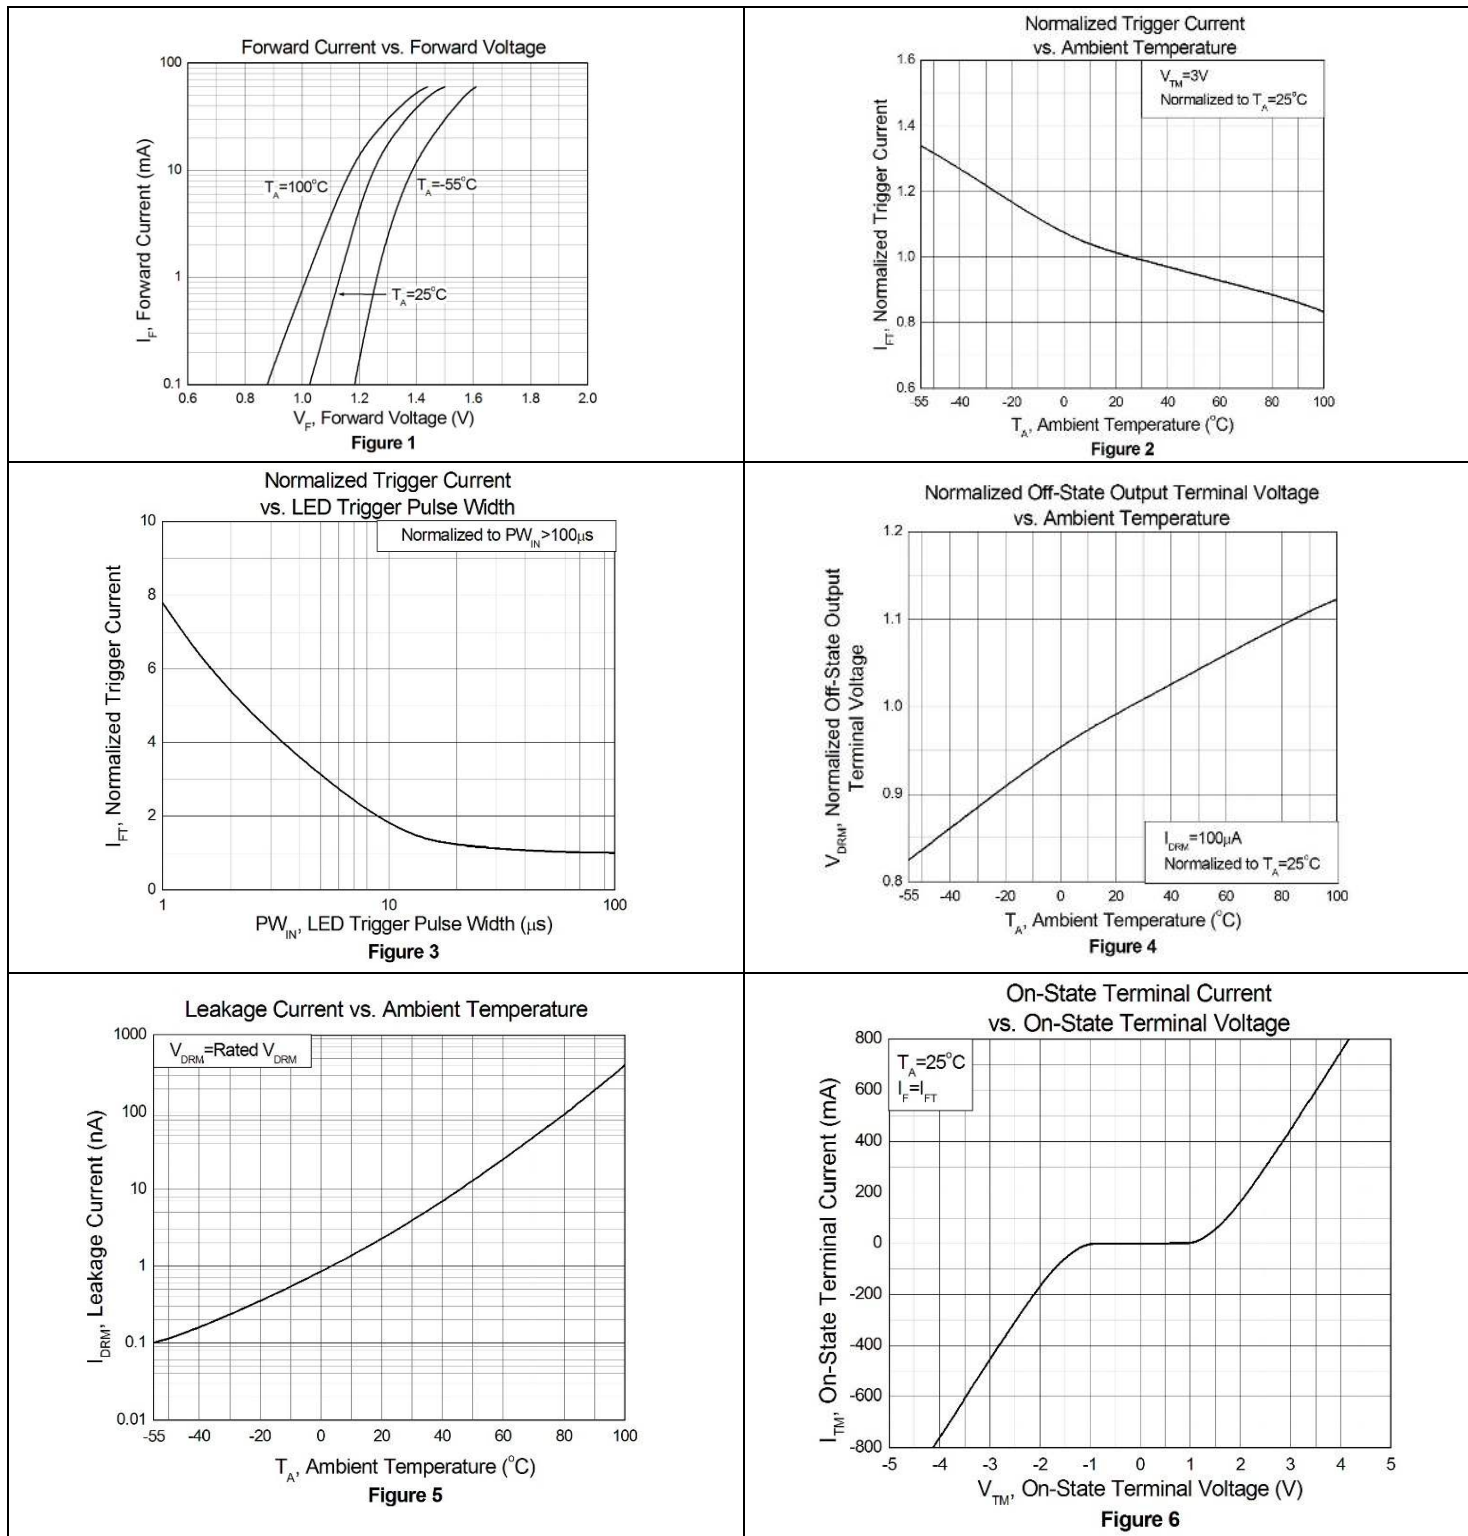 Forward Current vs. Forward Voltage
100
10
1
0.1
I_F, Forward Current (mA)
T_A=100°C
T_A=-55°C
T_A=25°C
0.6 0.8 1.0 1.2 1.4 1.6 1.8 2.0
V_F, Forward Voltage (V)
Figure 1
Normalized Trigger Current
vs. Ambient Temperature
V_TM=3V
Normalized to T_A=25°C
1.6
1.4
1.2
1.0
0.8
0.6
I_FT, Normalized Trigger Current
-55 -40 20 0 20 40 60 80 100
T_A, Ambient Temperature (°C)
Figure 2
Normalized Trigger Current
vs. LED Trigger Pulse Width
Normalized to PW_IN>100μs
10
8
6
4
2
0
I_FT, Normalized Trigger Current
1 10 100
PW_IN, LED Trigger Pulse Width (μs)
Figure 3
Normalized Off-State Output Terminal Voltage
vs. Ambient Temperature
1.2
1.1
1.0
0.9
0.8
V_DRM, Normalized Off-State Output
Terminal Voltage
I_DRM=100μA
Normalized to T_A=25°C
-55 -40 -20 0 20 40 60 80 100
T_A, Ambient Temperature (°C)
Figure 4
Leakage Current vs. Ambient Temperature
V_DRM=Rated V_DRM
1000
100
10
1
0.1
0.01
I_DRM, Leakage Current (nA)
-55 -40 -20 0 20 40 60 80 100
T_A, Ambient Temperature (°C)
Figure 5
On-State Terminal Current
vs. On-State Terminal Voltage
T_A=25°C
I_F=I_FT
800
600
400
200
0
-200
-400
-600
-800
I_TM, On-State Terminal Current (mA)
-5 -4 -3 -2 -1 0 1 2 3 4 5
V_TM, On-State Terminal Voltage (V)
Figure 6